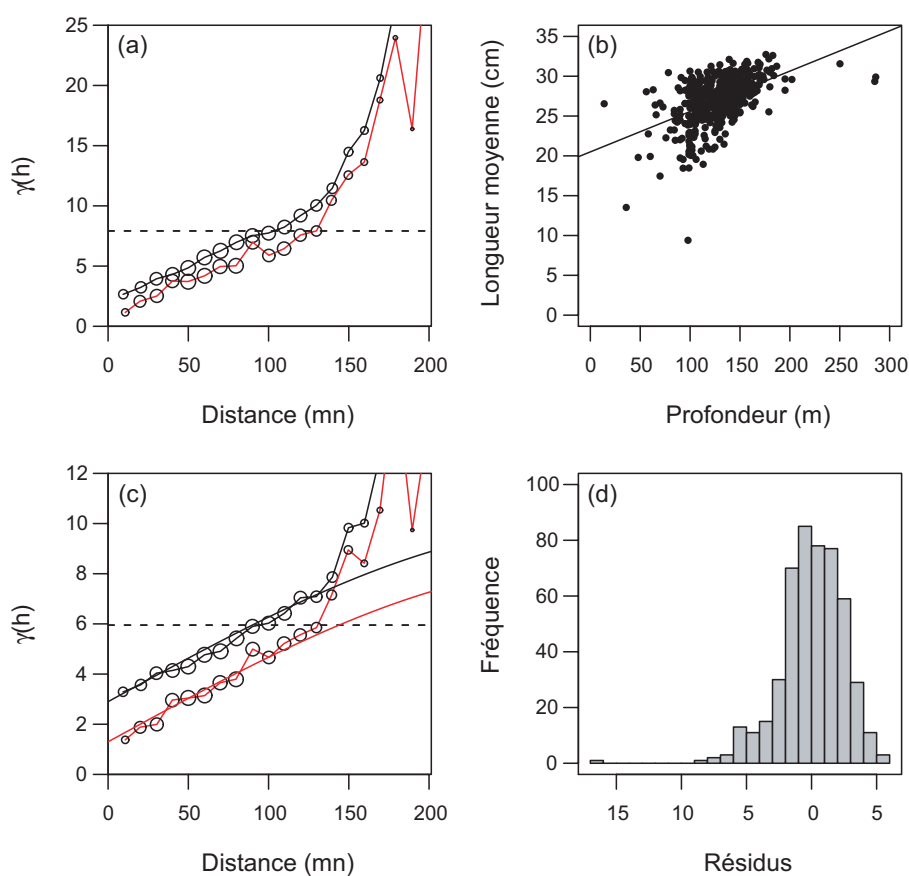 (a)
γ(h)
25
20
15
10
5
0
0 50 100 150 200
Distance (mn)
(b)
Longueur moyenne (cm)
35
30
25
20
15
10
5
0
0 50 100 150 200 300
Profondeur (m)
(c)
γ(h)
12
10
8
6
4
2
0
0 50 100 150 200
Distance (mn)
(d)
Fréquence
100
80
60
40
20
0
15 10 5 0 5
Résidus